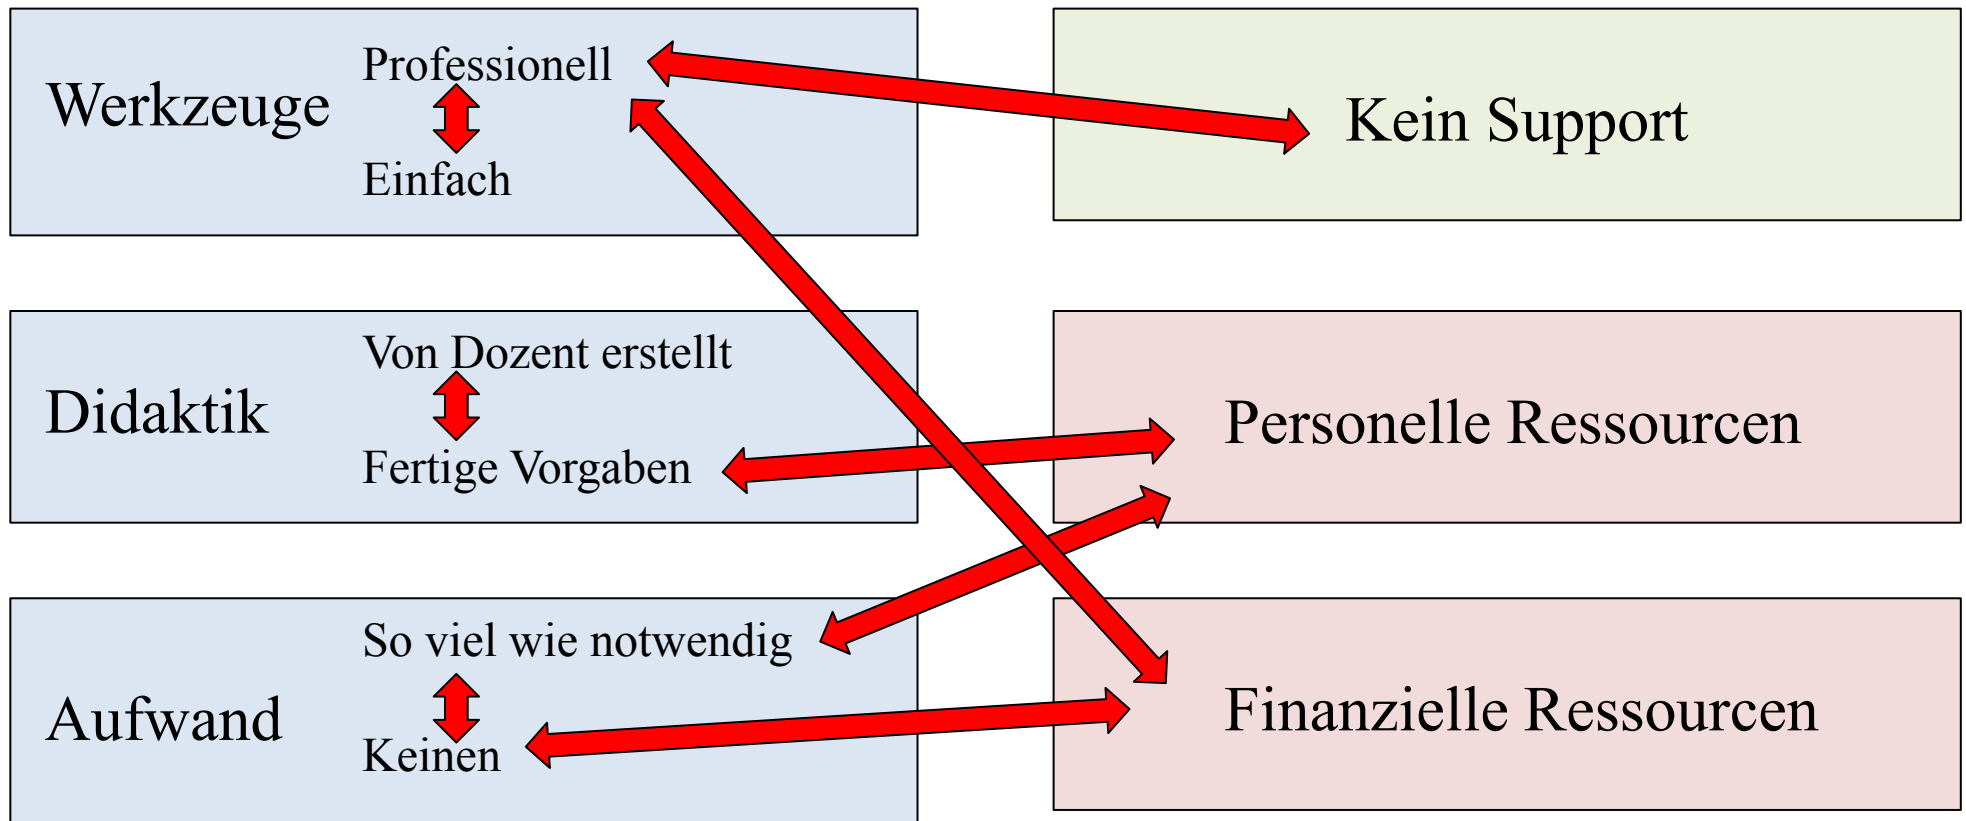 Werkzeuge
Professionell
Einfach
Kein Support
Didaktik
Von Dozent erstellt
Fertige Vorgaben
Personelle Ressourcen
Aufwand
So viel wie notwendig
Keinen
Finanzielle Ressourcen